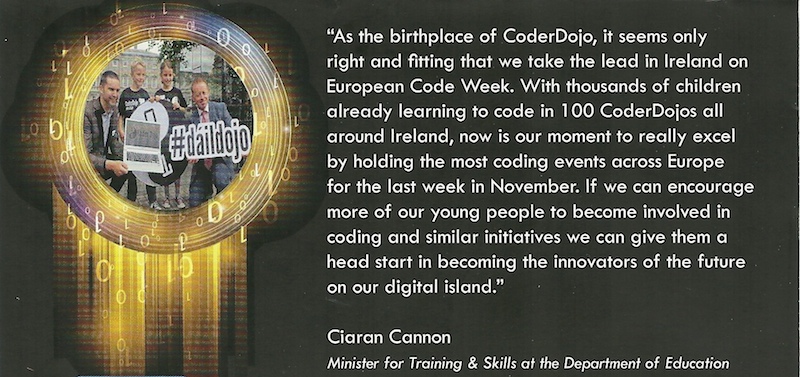 #dáildojo
“As the birthplace of CoderDojo, it seems only
right and fitting that we take the lead in Ireland on
European Code Week. With thousands of children
already learning to code in 100 CoderDojos all
around Ireland, now is our moment to really excel
by holding the most coding events across Europe
for the last week in November. If we can encourage
more of our young people to become involved in
coding and similar initiatives we can give them a
head start in becoming the innovators of the future
on our digital island.”
Ciaran Cannon
Minister for Training & Skills at the Department of Education